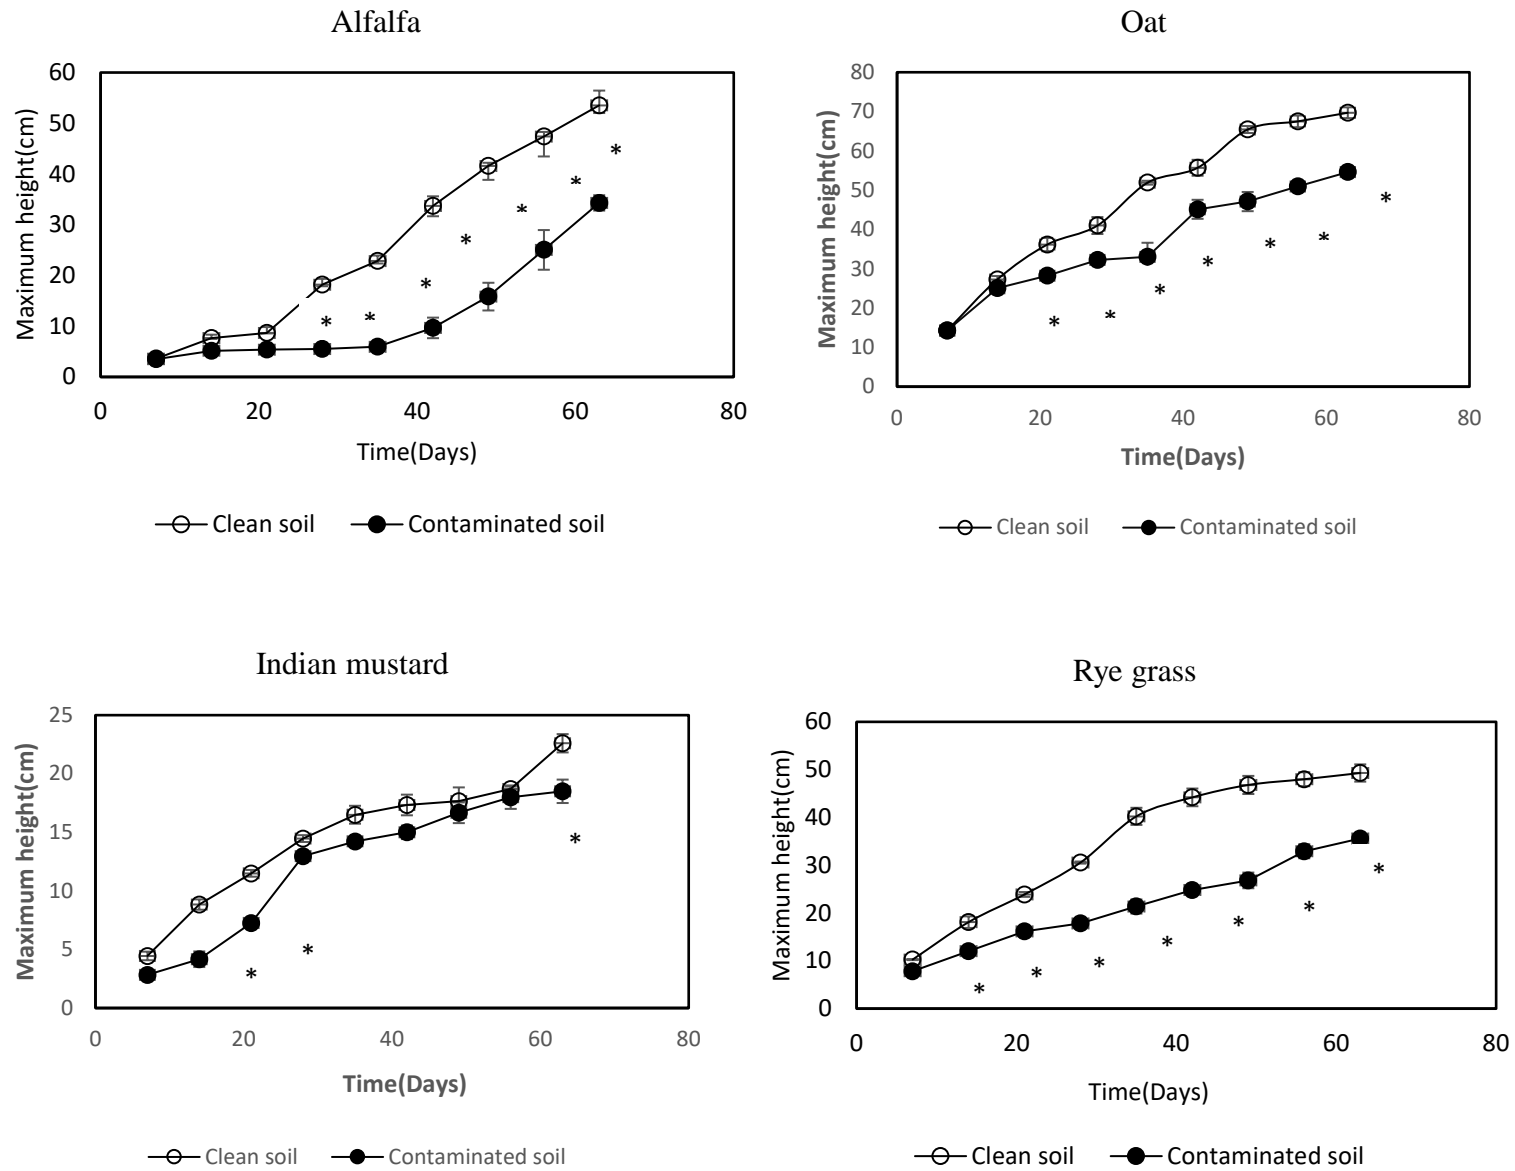 Alfalfa
Maximum height(cm)
60
50
40
30
20
10
0
0 20 40 60 80
* * * * * * *
Time(Days)
Clean soil Contaminated soil
Oat
Maximum height(cm)
80
70
60
50
40
30
20
10
0
0 20 40 60 80
* * * * * * *
Time(Days)
Clean soil Contaminated soil
Indian mustard
Maximum height(cm)
25
20
15
10
5
0
0 20 40 60 80
* * *
Time(Days)
Clean soil Contaminated soil
Rye grass
Maximum height(cm)
60
50
40
30
20
10
0
0 20 40 60 80
* * * * * * *
Time(Days)
Clean soil Contaminated soil